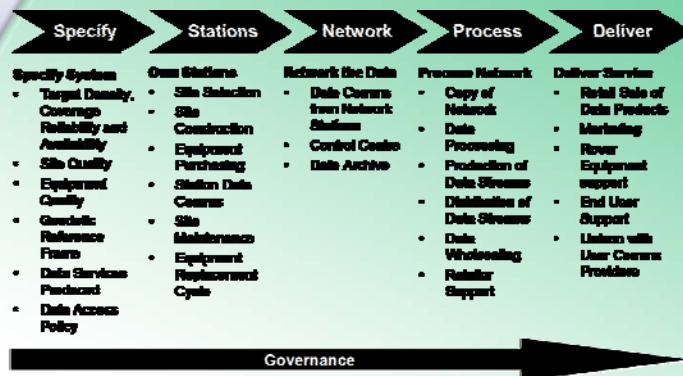 Specify
Stations
Network
Process
Deliver
Specify System
• Target Density,
Coverage
Reliability and
Availability
• Site Quality
• Equipment
Quality
• Geodetic
Reference
Frame
• Data Services
Produced
• Data Access
Policy
Own Stations
• Site Selection
• Site
Construction
• Equipment
Purchasing
• Station Data
Comms
• Site
Maintenance
• Equipment
Replacement
Cycle
Network the Data
• Data Comms
from Network
Stations
• Control Centre
• Data Archive
Process Network
• Copy of
Network
• Data
Processing
• Production of
Data Streams
• Distribution of
Data Streams
• Data
Wholesaling
• Retailer
Support
Deliver Service
• Retail Sale of
Data Products
• Marketing
• Rover
Equipment
support
• End User
Support
• Liaison with
User Comms
Providers
Governance